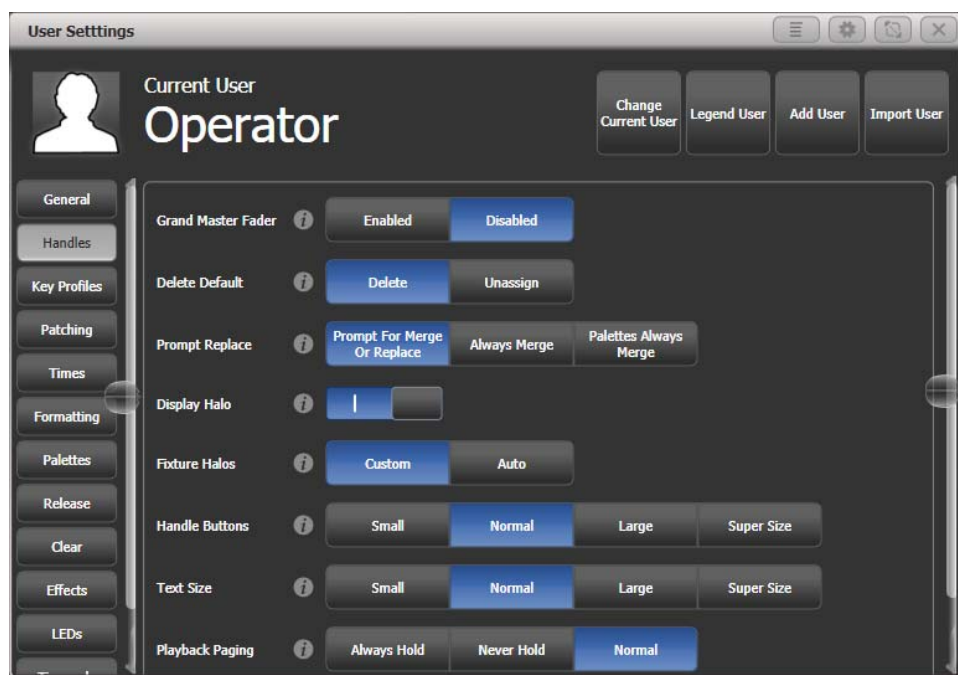 User Setttings
Current User
Operator
Change
Current User
Legend User
Add User
Import User
General
Handles
Key Profiles
Patching
Times
Formatting
Palettes
Release
Clear
Effects
LEDs
Grand Master Fader
Enabled
Disabled
Delete Default
Delete
Unassign
Prompt Replace
Prompt For Merge
Or Replace
Always Merge
Palettes Always
Merge
Display Halo
Fixture Halos
Custom
Auto
Handle Buttons
Small
Normal
Large
Super Size
Text Size
Small
Normal
Large
Super Size
Playback Paging
Always Hold
Never Hold
Normal